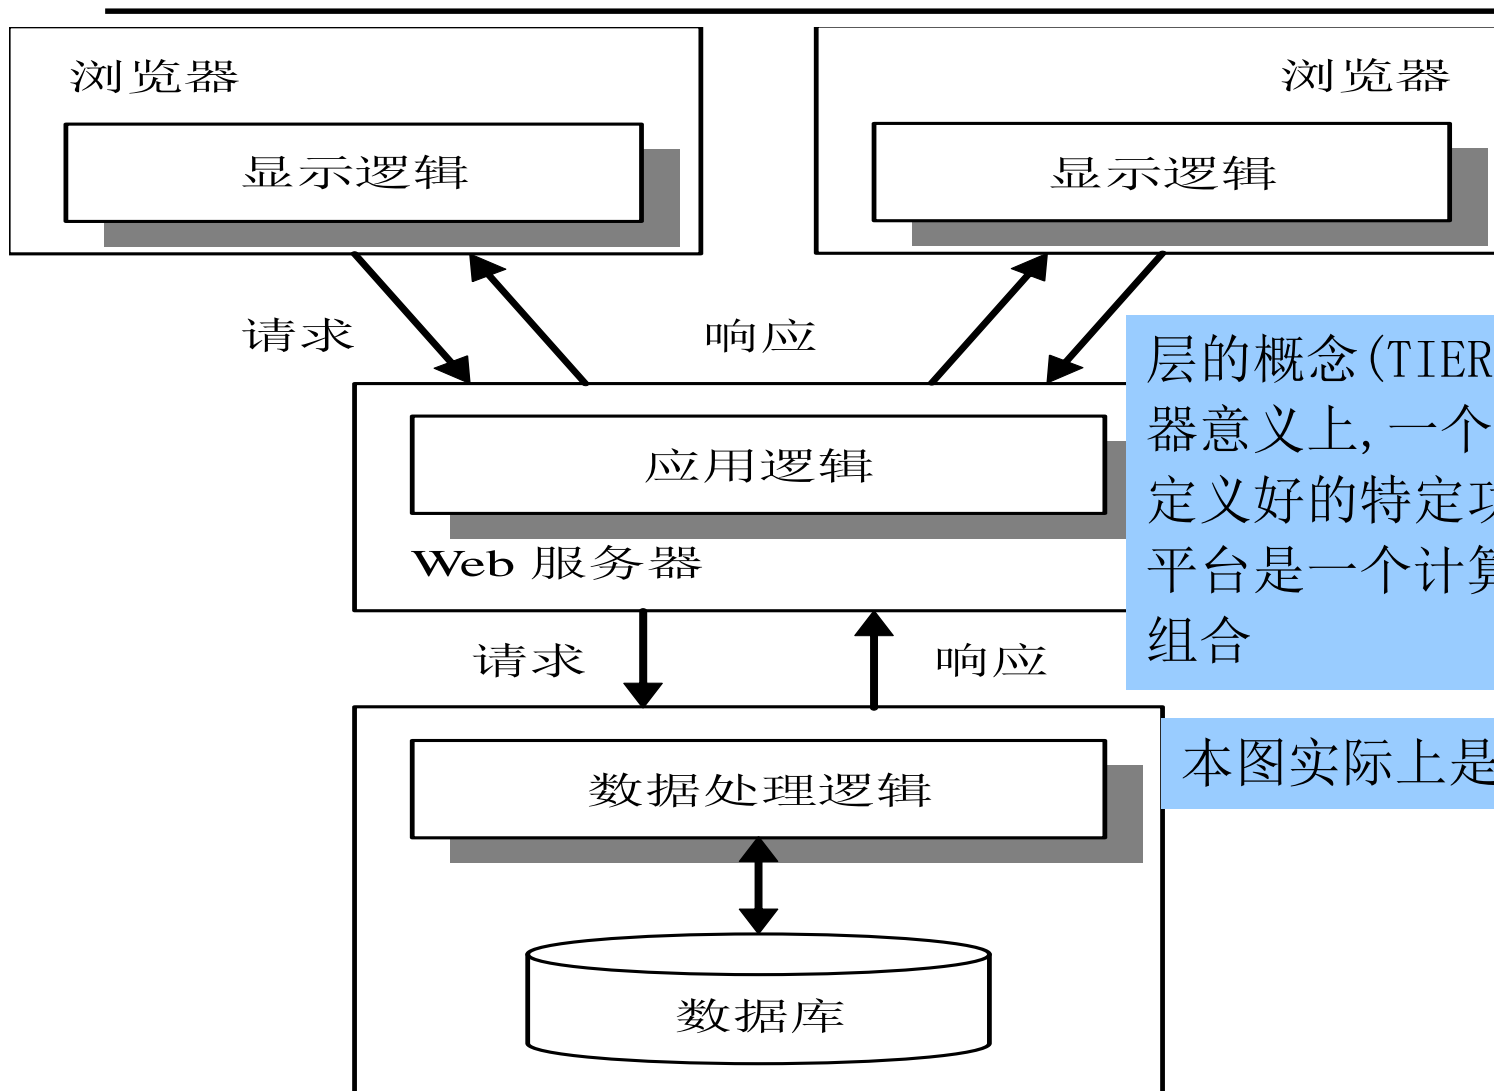 浏览器
浏览器
显示逻辑
显示逻辑
请求
响应
层的概念(TIER
器意义上,一个
定义好的特定功
平台是一个计算
组合
应用逻辑
Web 服务器
请求
响应
数据处理逻辑
本图实际上是
数据库